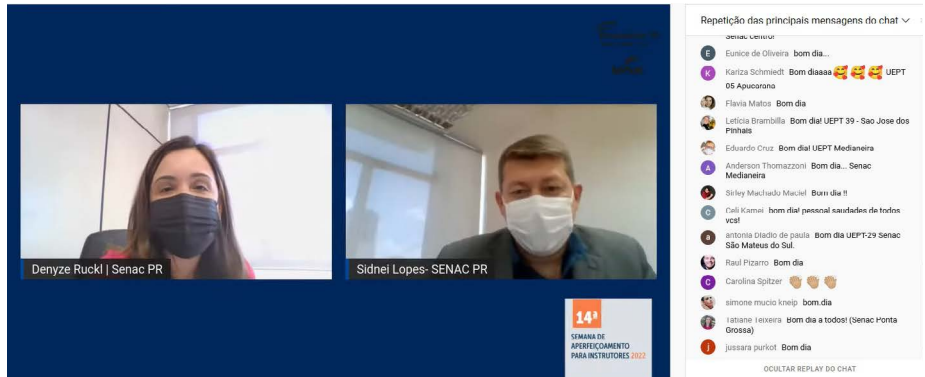 Denyze Ruckl | Senac PR
Sidnei Lopes- SENAC PR
14ª
SEMANA DE
APERFEIÇOAMENTO
PARA INSTRUTORES 2022
Repetição das principais mensagens do chat
Senac centro!
E Eunice de Oliveira bom dia...
K Kariza Schmiedt Bom diaaaa 🥰 🥰 🥰 UEPT
05 Apucarana
Flavia Matos Bom dia
Letícia Brambilla Bom dia! UEPT 39 - Sao Jose dos
Pinhais
Eduardo Cruz Bom dia! UEPT Medianeira
A Anderson Thomazzoni Bom dia... Senac
Medianeira
Sirley Machado Maciel Bom dia !!
C Celi Kamei bom dia! pessoal saudades de todos
vcs!
a antonia Diadio de paula Bom dia UEPT-29 Senac
São Mateus do Sul.
Raul Pizarro Bom dia
C Carolina Spitzer 👏🏼 👏🏼 👏🏼
simone mucio kneip bom.dia
Tatiane Teixeira Bom dia a todos! (Senac Ponta
Grossa)
j jussara purkot Bom dia
OCULTAR REPLAY DO CHAT